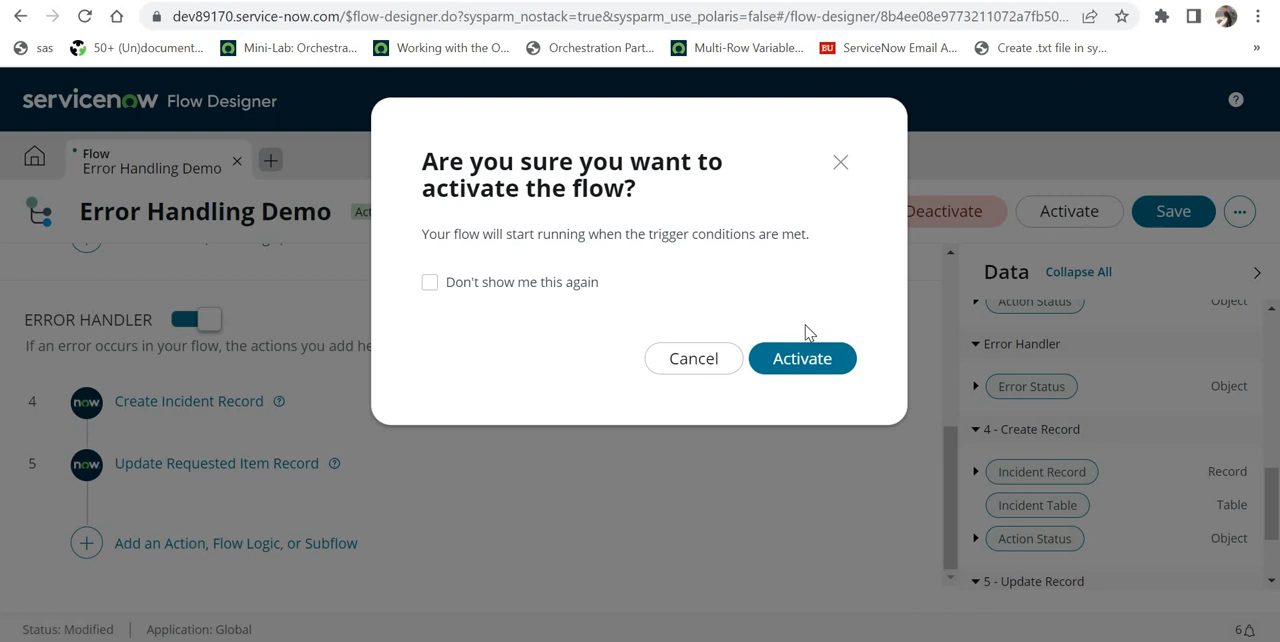 dev89170.service-now.com/$flow-designer.do?sysparm_nostack=true&sysparm_use_polaris=false#/flow-designer/8b4ee08e9773211072a7fb50...
sas
50+ (Un)document...
Mini-Lab: Orchestra...
Working with the O...
Orchestration Part...
Multi-Row Variable...
BU ServiceNow Email A...
Create .txt file in sy...
»
servicenow Flow Designer
?
Flow
Error Handling Demo
Error Handling Demo
Act
Deactivate
Activate
Save
Are you sure you want to
activate the flow?
Your flow will start running when the trigger conditions are met.
Don't show me this again
Cancel
Activate
ERROR HANDLER
If an error occurs in your flow, the actions you add he
4 now Create Incident Record ?
5 now Update Requested Item Record ?
Add an Action, Flow Logic, or Subflow
Data Collapse All
Action Status Object
Error Handler
Error Status Object
4 - Create Record
Incident Record Record
Incident Table Table
Action Status Object
5 - Update Record
Status: Modified | Application: Global
6